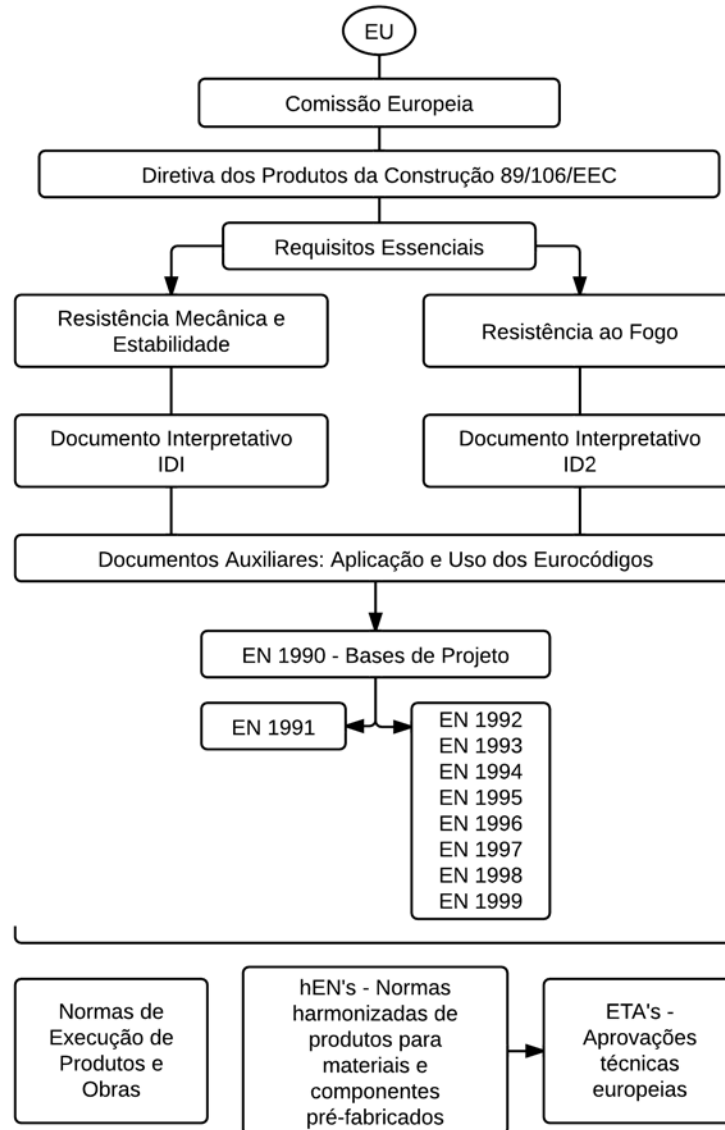 EU
Comissão Europeia
Diretiva dos Produtos da Construção 89/106/EEC
Requisitos Essenciais
Resistência Mecânica e
Estabilidade
Resistência ao Fogo
Documento Interpretativo
IDI
Documento Interpretativo
ID2
Documentos Auxiliares: Aplicação e Uso dos Eurocódigos
EN 1990 - Bases de Projeto
EN 1991
EN 1992
EN 1993
EN 1994
EN 1995
EN 1996
EN 1997
EN 1998
EN 1999
Normas de
Execução de
Produtos e
Obras
hEN's - Normas
harmonizadas de
produtos para
materiais e
componentes
pré-fabricados
ETA's -
Aprovações
técnicas
europeias